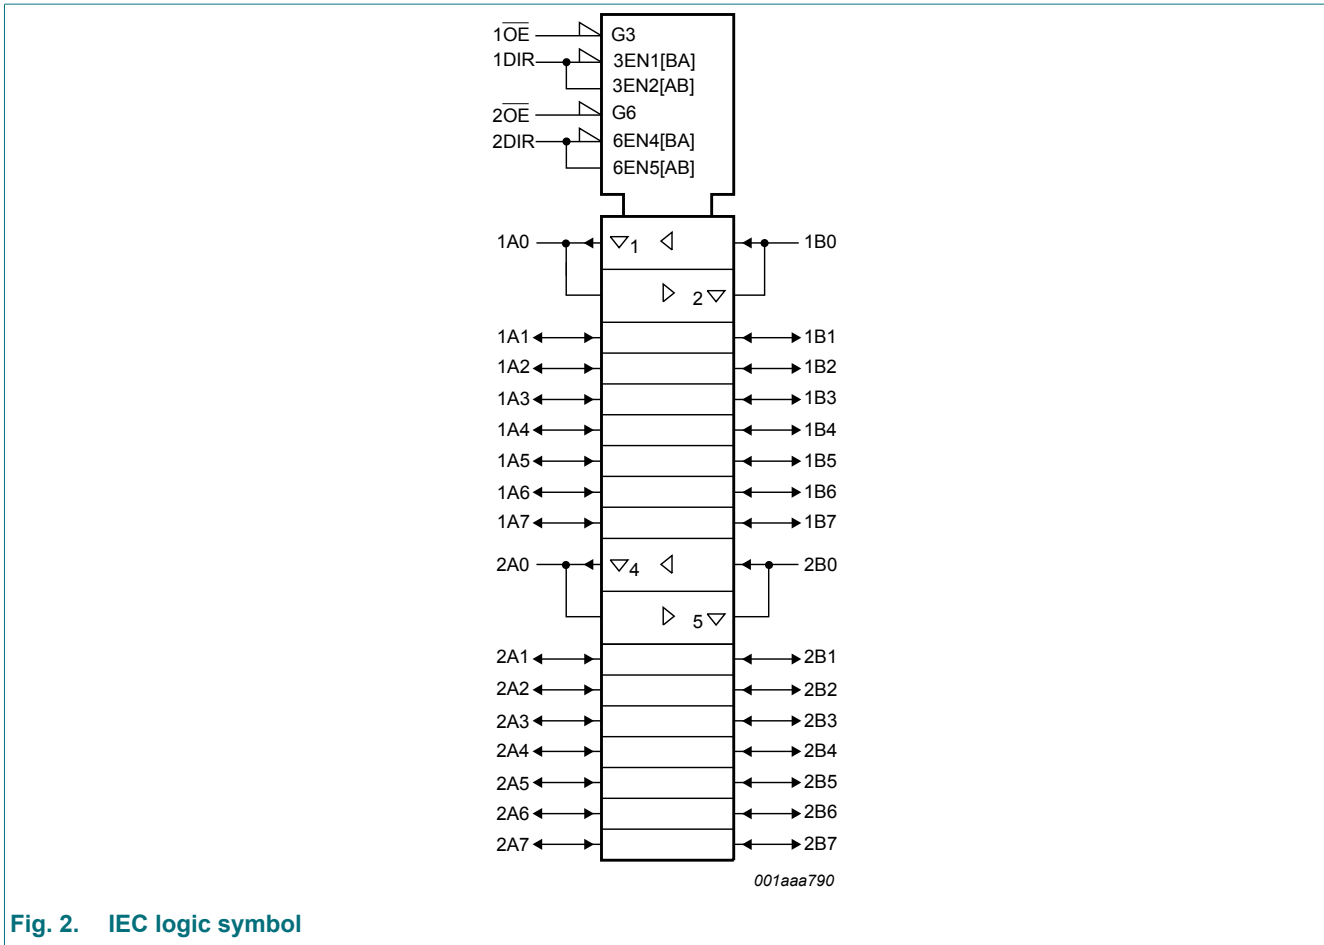 1O̅E̅ G3
1DIR 3EN1[BA]
3EN2[AB]
2O̅E̅ G6
2DIR 6EN4[BA]
6EN5[AB]
1A0 1 1B0
2
1A1 1B1
1A2 1B2
1A3 1B3
1A4 1B4
1A5 1B5
1A6 1B6
1A7 1B7
2A0 4 2B0
5
2A1 2B1
2A2 2B2
2A3 2B3
2A4 2B4
2A5 2B5
2A6 2B6
2A7 2B7
001aaa790
Fig. 2. IEC logic symbol